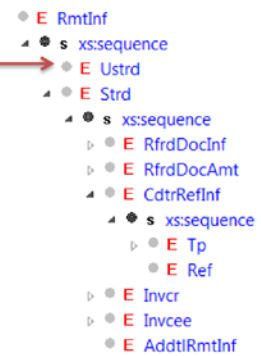 E RmtInf
s xs:sequence
E Ustrd
E Strd
s xs:sequence
E RfrdDocInf
E RfrdDocAmt
E CdtrRefInf
s xs:sequence
E Tp
E Ref
E Invcr
E Invcee
E AddtlRmtInf